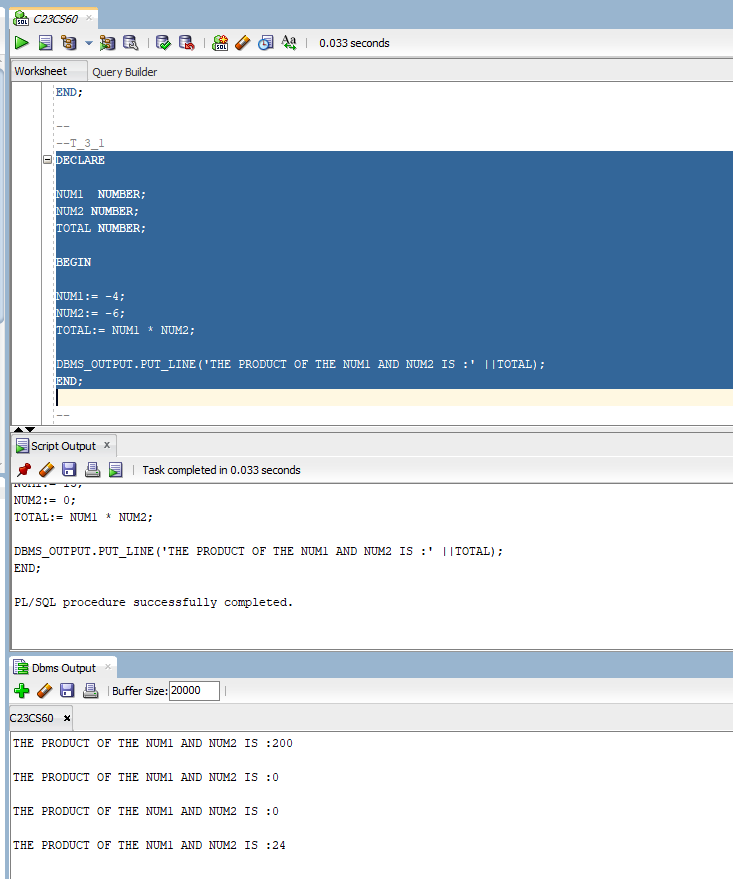 C23CS60
SQL
0.033 seconds
Worksheet
Query Builder
END;
--
--T_3_1
DECLARE
NUM1  NUMBER;
NUM2 NUMBER;
TOTAL NUMBER;
BEGIN
NUM1:= -4;
NUM2:= -6;
TOTAL:= NUM1 * NUM2;
DBMS_OUTPUT.PUT_LINE('THE PRODUCT OF THE NUM1 AND NUM2 IS :' ||TOTAL);
END;
--
Script Output
Task completed in 0.033 seconds
NUM2:= 0;
TOTAL:= NUM1 * NUM2;
DBMS_OUTPUT.PUT_LINE('THE PRODUCT OF THE NUM1 AND NUM2 IS :' ||TOTAL);
END;
PL/SQL procedure successfully completed.
Dbms Output
Buffer Size: 20000
C23CS60
THE PRODUCT OF THE NUM1 AND NUM2 IS :200
THE PRODUCT OF THE NUM1 AND NUM2 IS :0
THE PRODUCT OF THE NUM1 AND NUM2 IS :0
THE PRODUCT OF THE NUM1 AND NUM2 IS :24